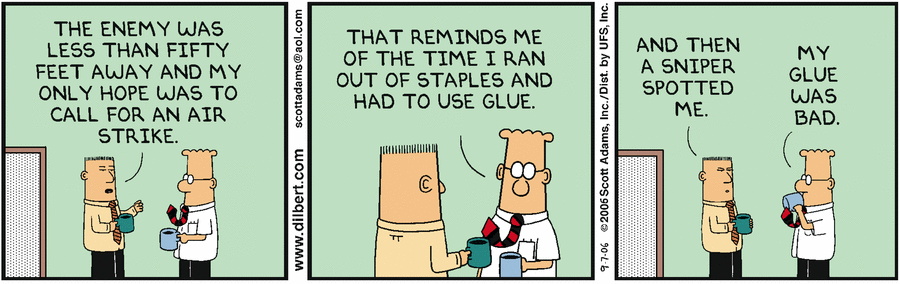 THE ENEMY WAS
LESS THAN FIFTY
FEET AWAY AND MY
ONLY HOPE WAS TO
CALL FOR AN AIR
STRIKE.
www.dilbert.com scottadams@aol.com
THAT REMINDS ME
OF THE TIME I RAN
OUT OF STAPLES AND
HAD TO USE GLUE.
9-7-06 ©2006 Scott Adams, Inc./Dist. by UFS, Inc.
AND THEN
A SNIPER
SPOTTED
ME.
MY
GLUE
WAS
BAD.